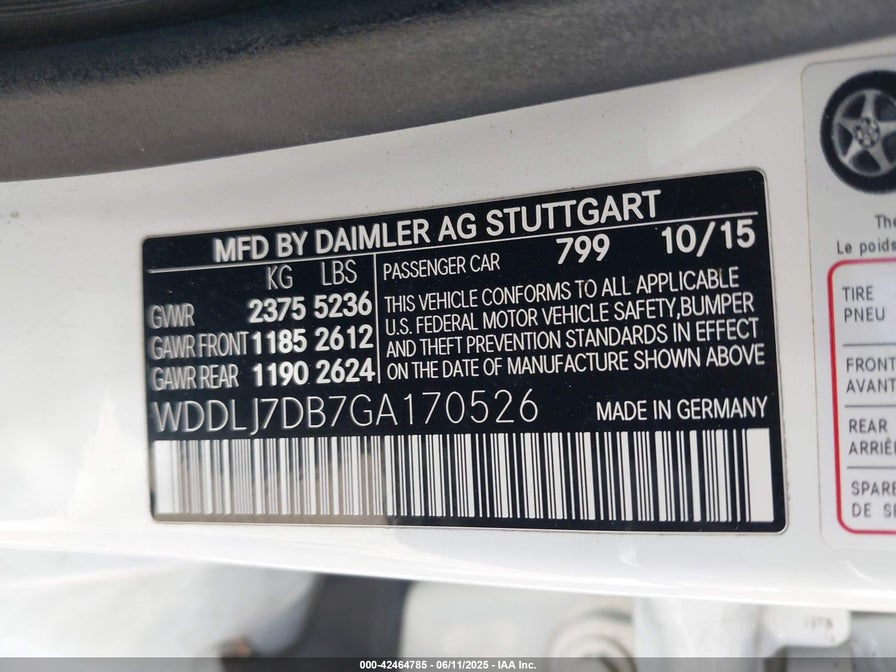 MFD BY DAIMLER AG STUTTGART
KG LBS
GVWR 2375 5236
GAWR FRONT 1185 2612
GAWR REAR 1190 2624
PASSENGER CAR 799 10/15
THIS VEHICLE CONFORMS TO ALL APPLICABLE
U.S. FEDERAL MOTOR VEHICLE SAFETY, BUMPER
AND THEFT PREVENTION STANDARDS IN EFFECT
ON THE DATE OF MANUFACTURE SHOWN ABOVE
WDDLJ7DB7GA170526 MADE IN GERMANY
Le poids
TIRE
PNEU
FRONT
AVANT
REAR
SPARE
000-42464785 - 06/11/2025 - IAA Inc.